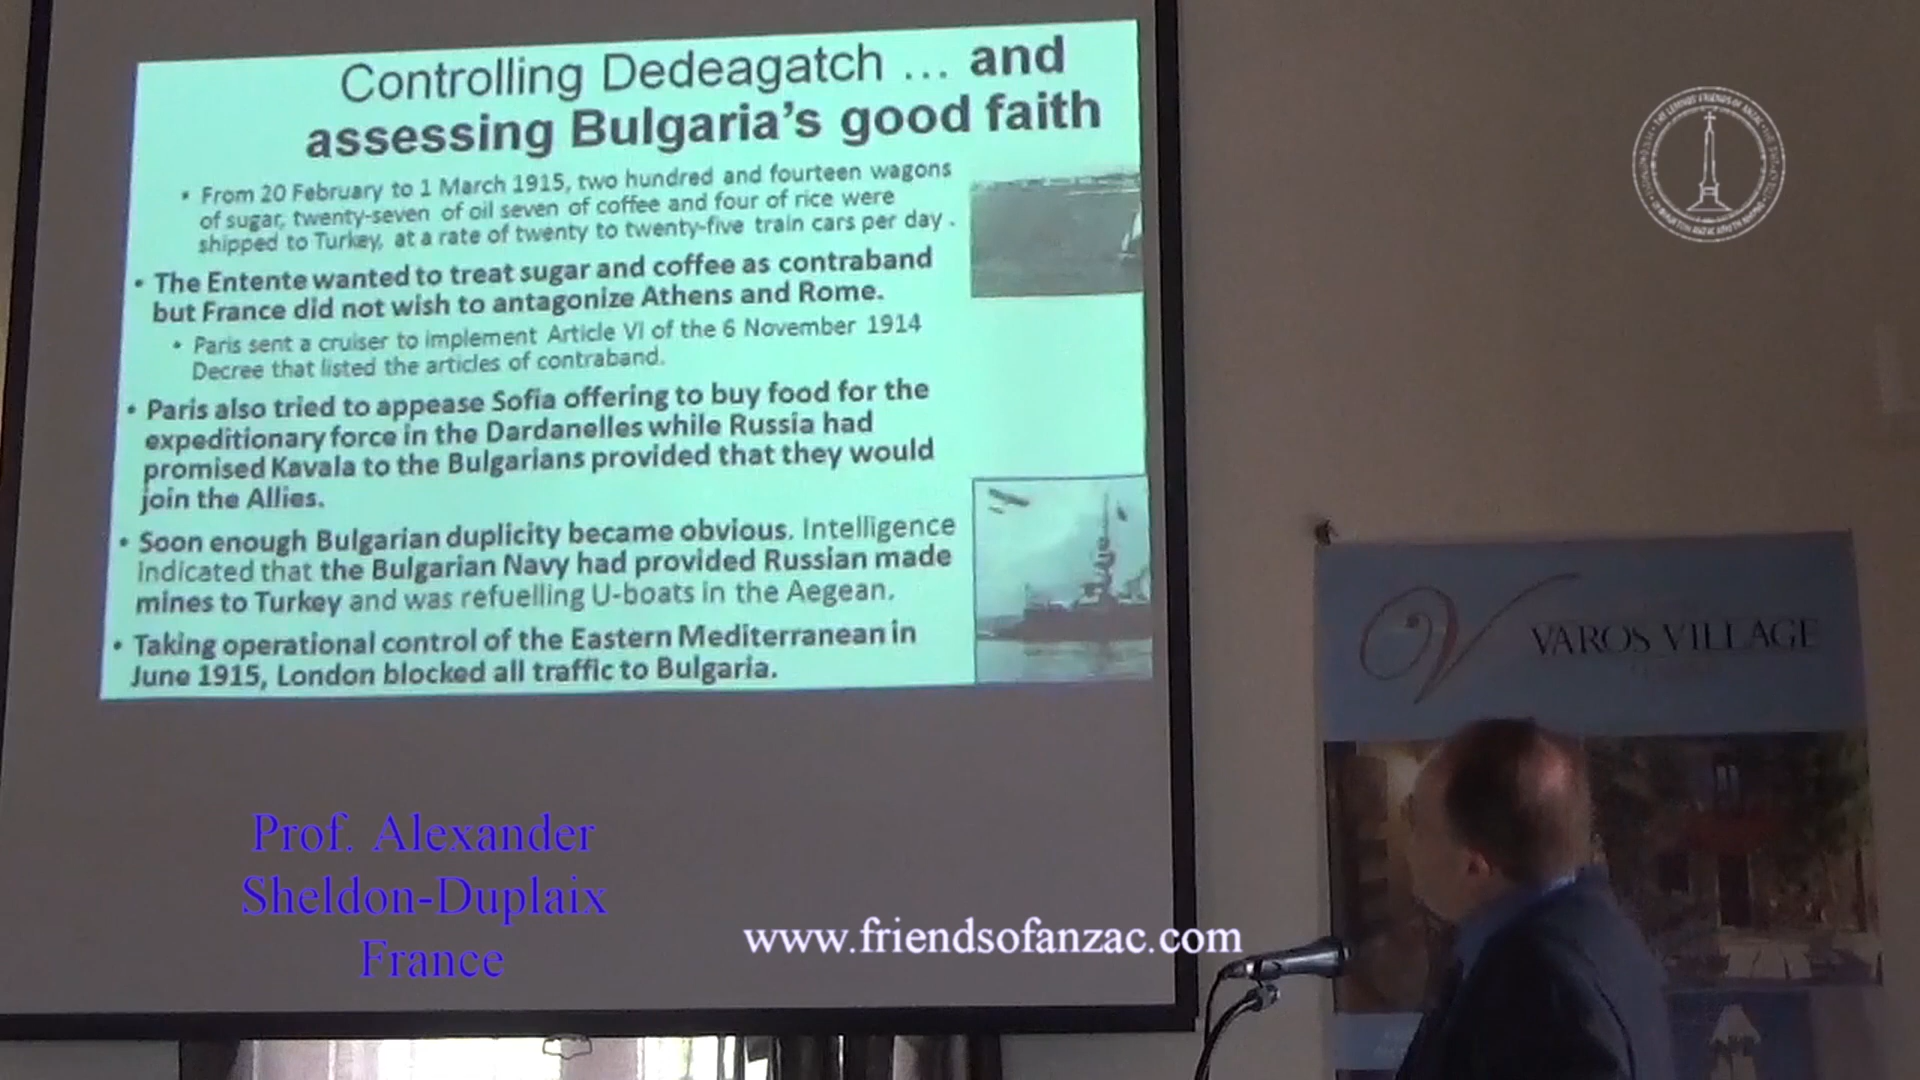 Controlling Dedeagatch ... and
assessing Bulgaria's good faith
• From 20 February to 1 March 1915, two hundred and fourteen wagons
of sugar, twenty-seven of oil seven of coffee and four of rice were
shipped to Turkey, at a rate of twenty to twenty-five train cars per day .
• The Entente wanted to treat sugar and coffee as contraband
but France did not wish to antagonize Athens and Rome.
• Paris sent a cruiser to implement Article VI of the 6 November 1914
Decree that listed the articles of contraband.
• Paris also tried to appease Sofia offering to buy food for the
expeditionary force in the Dardanelles while Russia had
promised Kavala to the Bulgarians provided that they would
join the Allies.
• Soon enough Bulgarian duplicity became obvious. Intelligence
indicated that the Bulgarian Navy had provided Russian made
mines to Turkey and was refuelling U-boats in the Aegean.
• Taking operational control of the Eastern Mediterranean in
June 1915, London blocked all traffic to Bulgaria.
VAROS VILLAGE
Prof. Alexander
Sheldon-Duplaix
France
www.friendsofanzac.com